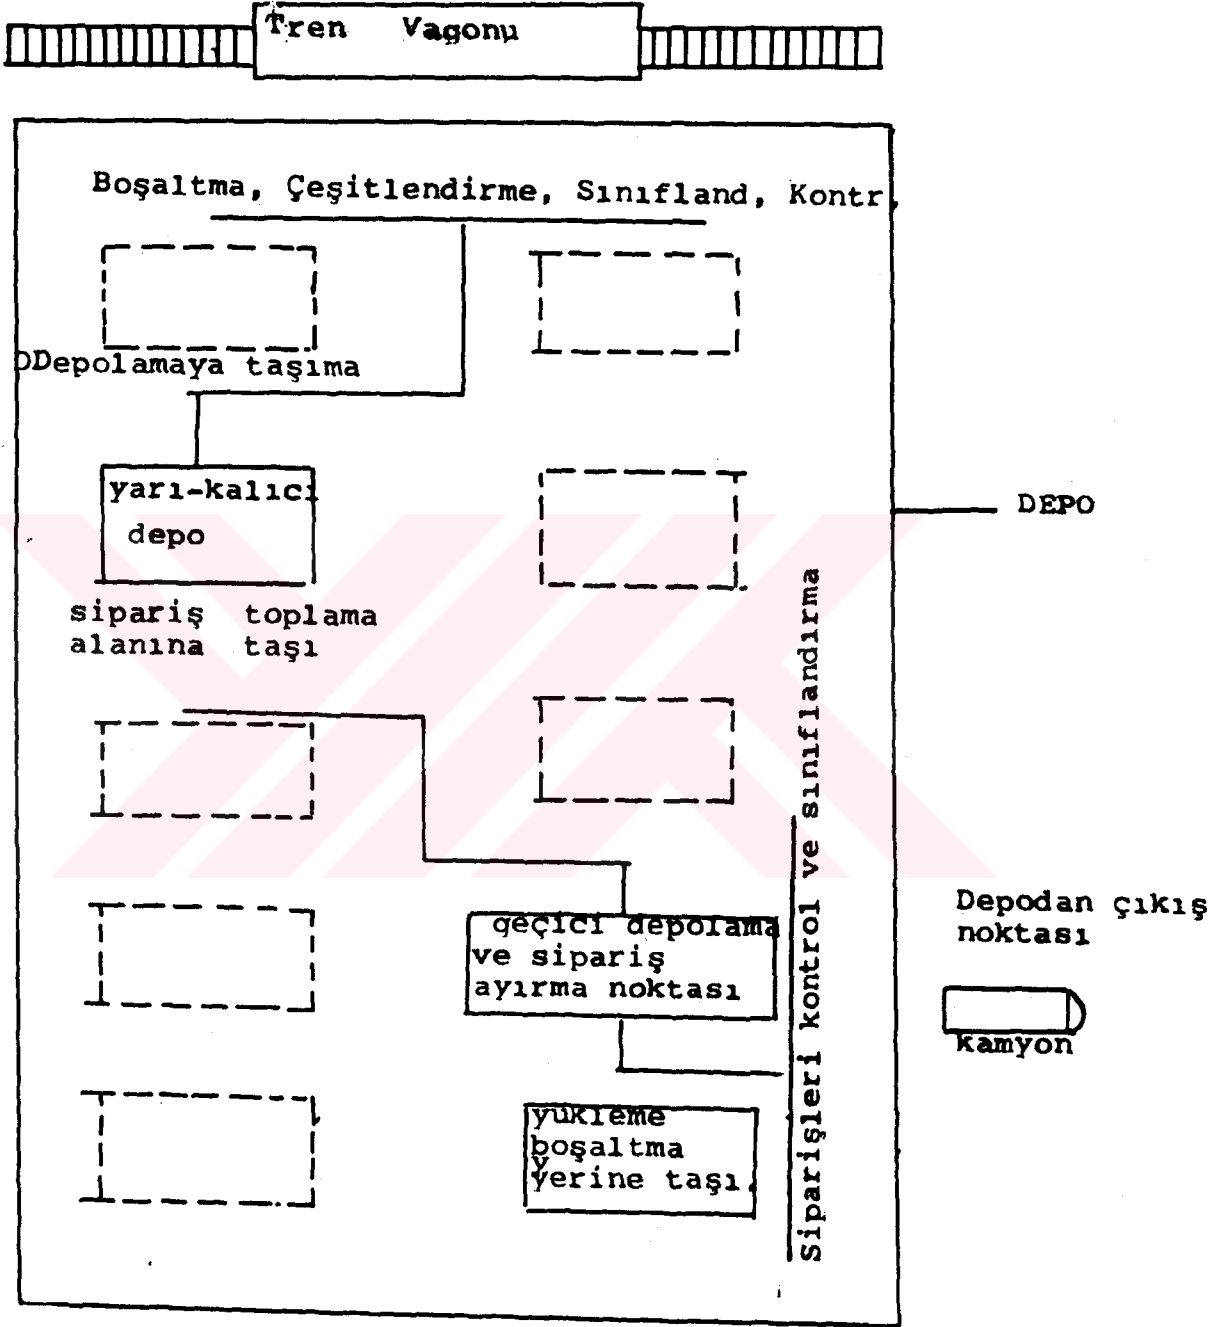 Tren Vagonu
Boşaltma, Çeşitlendirme, Sınıfland, Kontr.
DDepolamaya taşıma
yarı-kalıcı
depo
DEPO
sipariş toplama
alanına taşı
Siparişleri kontrol ve sınıflandırma
Depodan çıkış
noktası
geçici depolama
ve sipariş
ayırma noktası
kamyon
yükleme
boşaltma
y
yerine taşı.